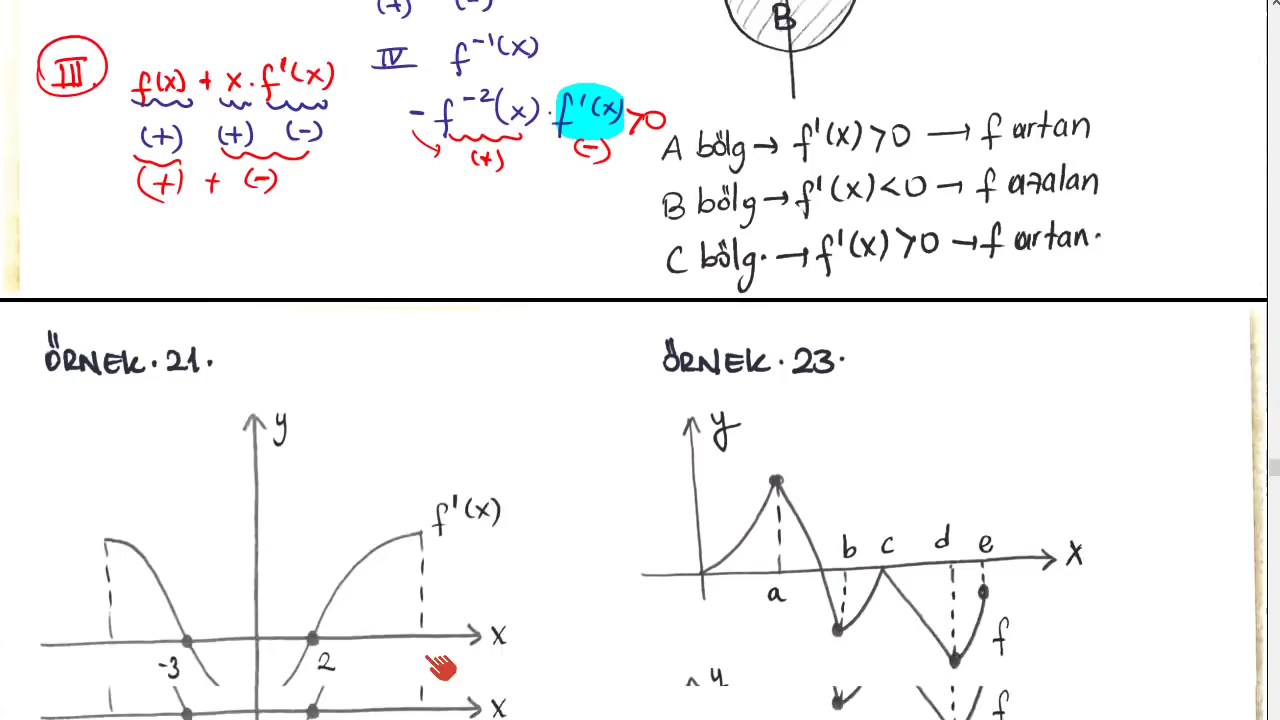 (+) (-)
III
f(x) + x . f'(x)
(+) (+) (-)
(+) + (-)
IV f⁻¹(x)
- f⁻²(x) . f'(x) >0
(+) (-)
B
A bölg → f'(x) >0 → f artan
B bölg → f'(x) <0 → f azalan
C bölg. → f'(x) >0 → f artan.
ÖRNEK . 21.
y
f'(x)
-3 2 x
x
ÖRNEK . 23.
y
b c d e x
a
f
y
f